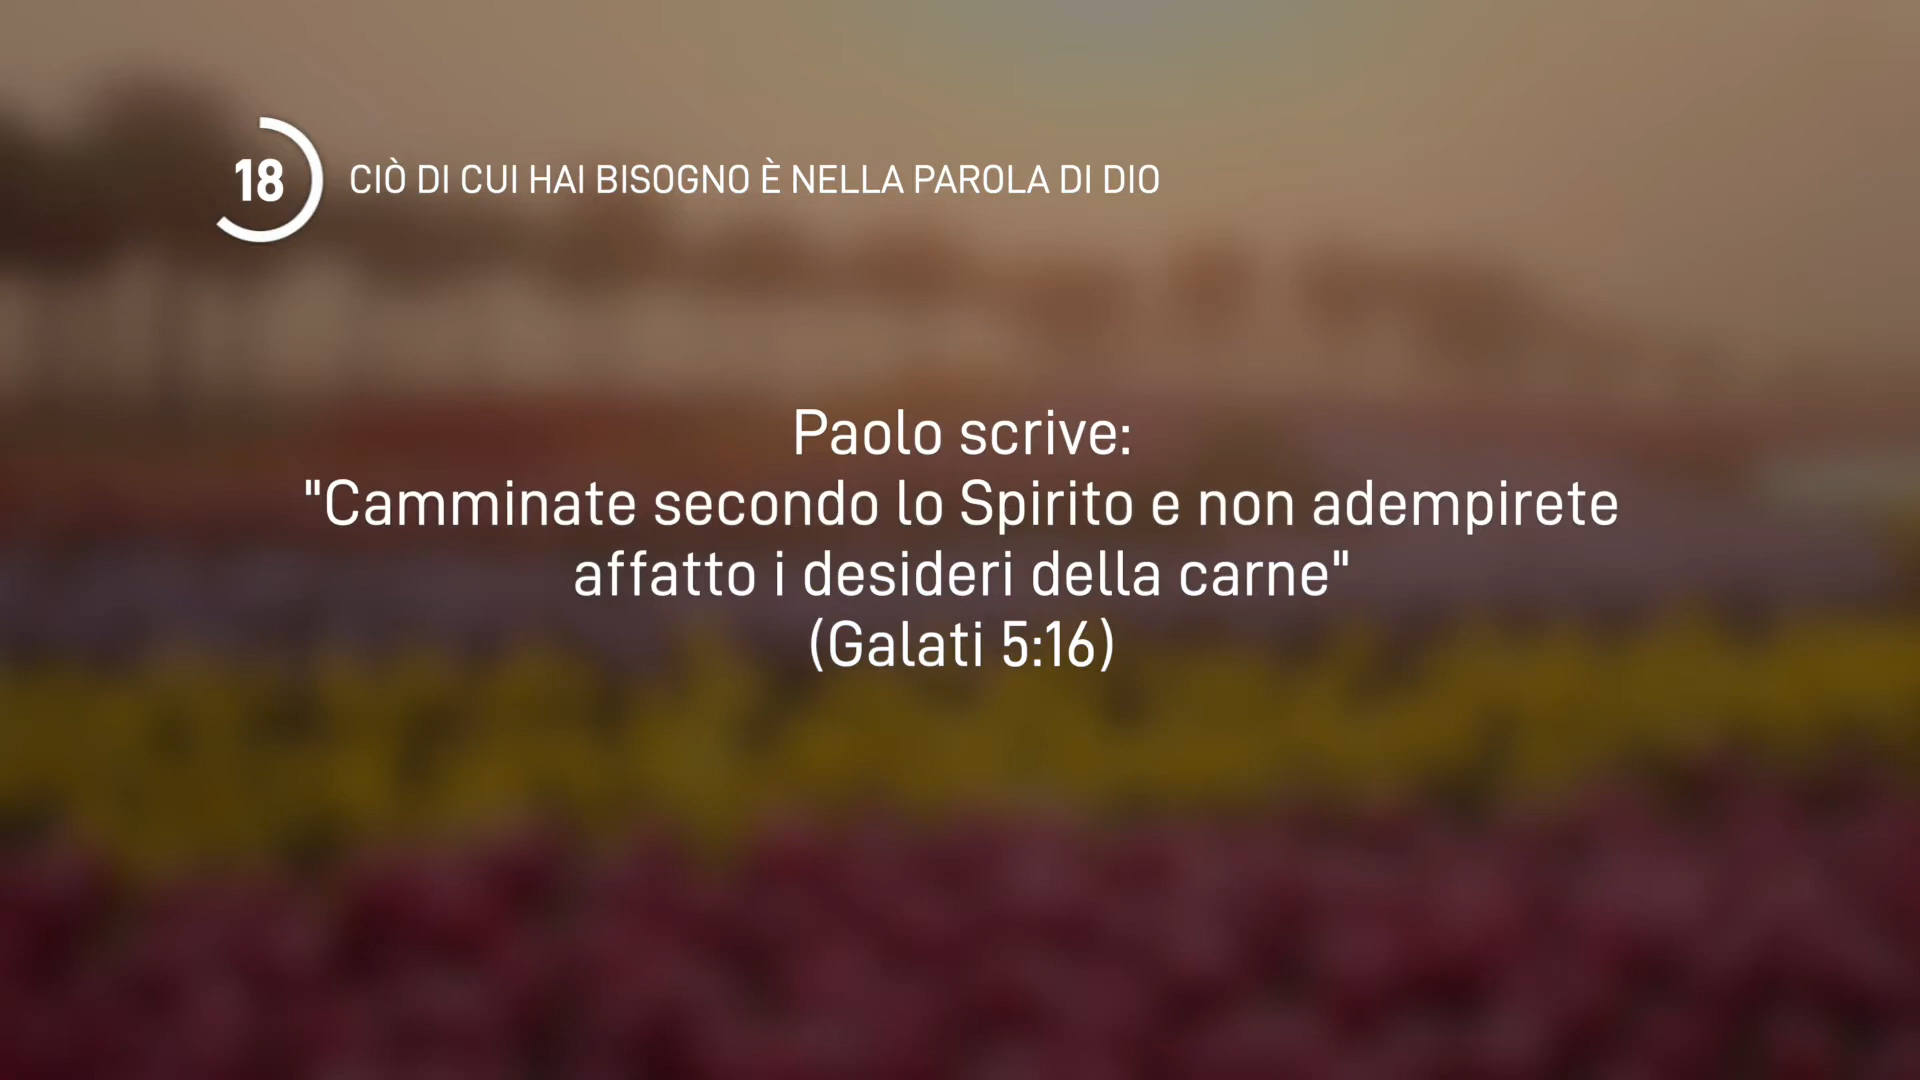 18
CIÒ DI CUI HAI BISOGNO È NELLA PAROLA DI DIO
Paolo scrive:
"Camminate secondo lo Spirito e non adempirete
affatto i desideri della carne"
(Galati 5:16)